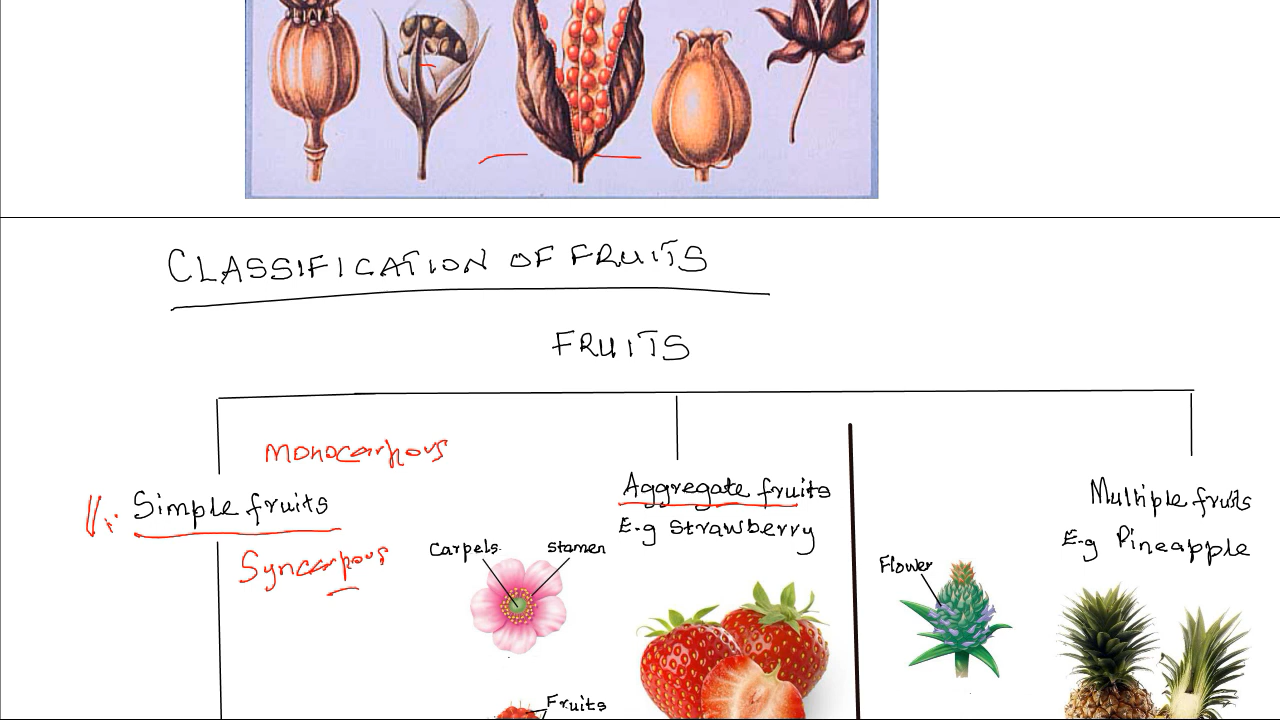 CLASSIFICATION OF FRUITS
FRUITS
Monocarpous
Simple fruits
Syncarpous
Aggregate fruits
E.g Strawberry
Carpels
Stamen
Fruits
Multiple fruits
E.g Pineapple
Flower